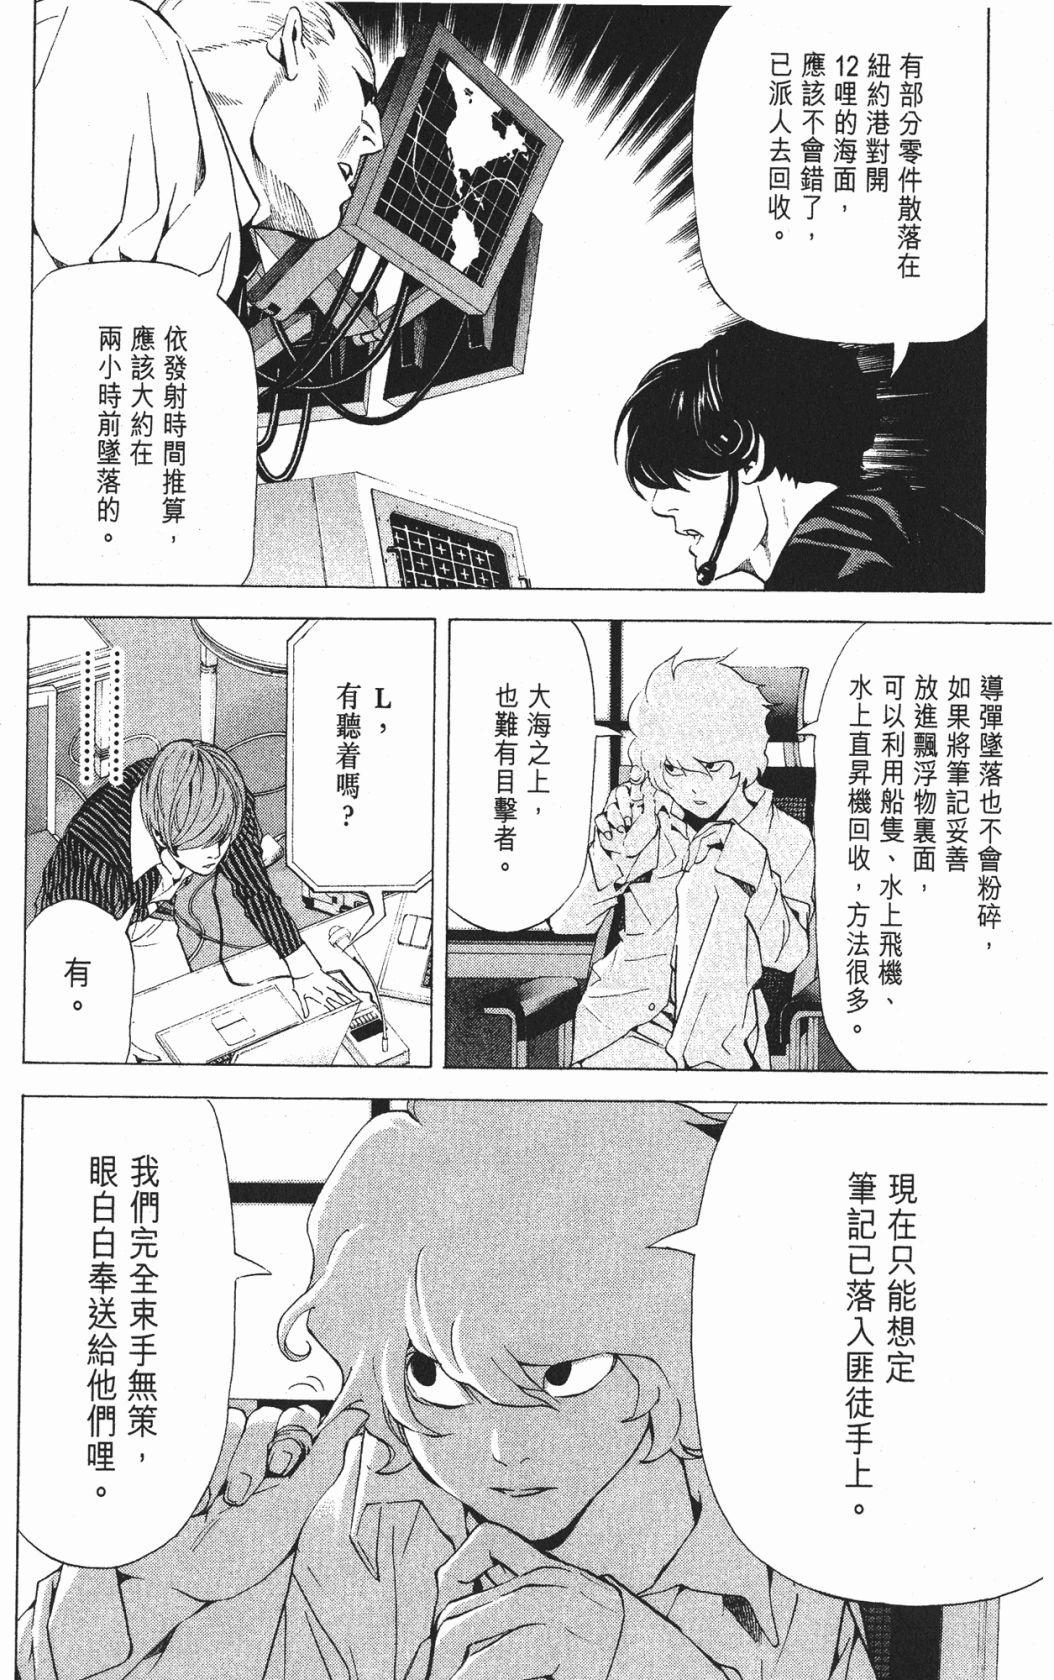 有部分零件散落在
紐約港對開
12哩的海面，
應該不會錯了，
已派人去回收。
依發射時間推算，
應該大約在
兩小時前墜落的。
導彈墜落也不會粉碎，
如果將筆記妥善
放進飄浮物裏面，
可以利用船隻、水上飛機、
水上直昇機回收，方法很多。
大海之上，
也難有目擊者。
L，
有聽着嗎？
………………
………………
有。
現在只能想定
筆記已落入匪徒手上。
我們完全束手無策，
眼白白奉送給他們哩。